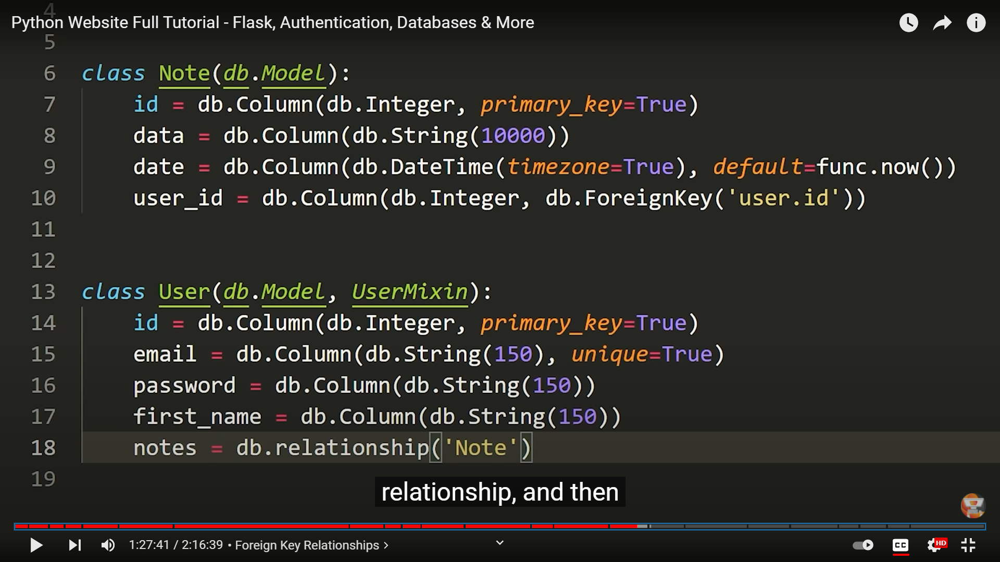 4
Python Website Full Tutorial - Flask, Authentication, Databases & More
5
6 class Note(db.Model):
7 id = db.Column(db.Integer, primary_key=True)
8 data = db.Column(db.String(10000))
9 date = db.Column(db.DateTime(timezone=True), default=func.now())
10 user_id = db.Column(db.Integer, db.ForeignKey('user.id'))
11
12
13 class User(db.Model, UserMixin):
14 id = db.Column(db.Integer, primary_key=True)
15 email = db.Column(db.String(150), unique=True)
16 password = db.Column(db.String(150))
17 first_name = db.Column(db.String(150))
18 notes = db.relationship('Note')
19
relationship, and then
1:27:41 / 2:16:39 • Foreign Key Relationships > CC HD